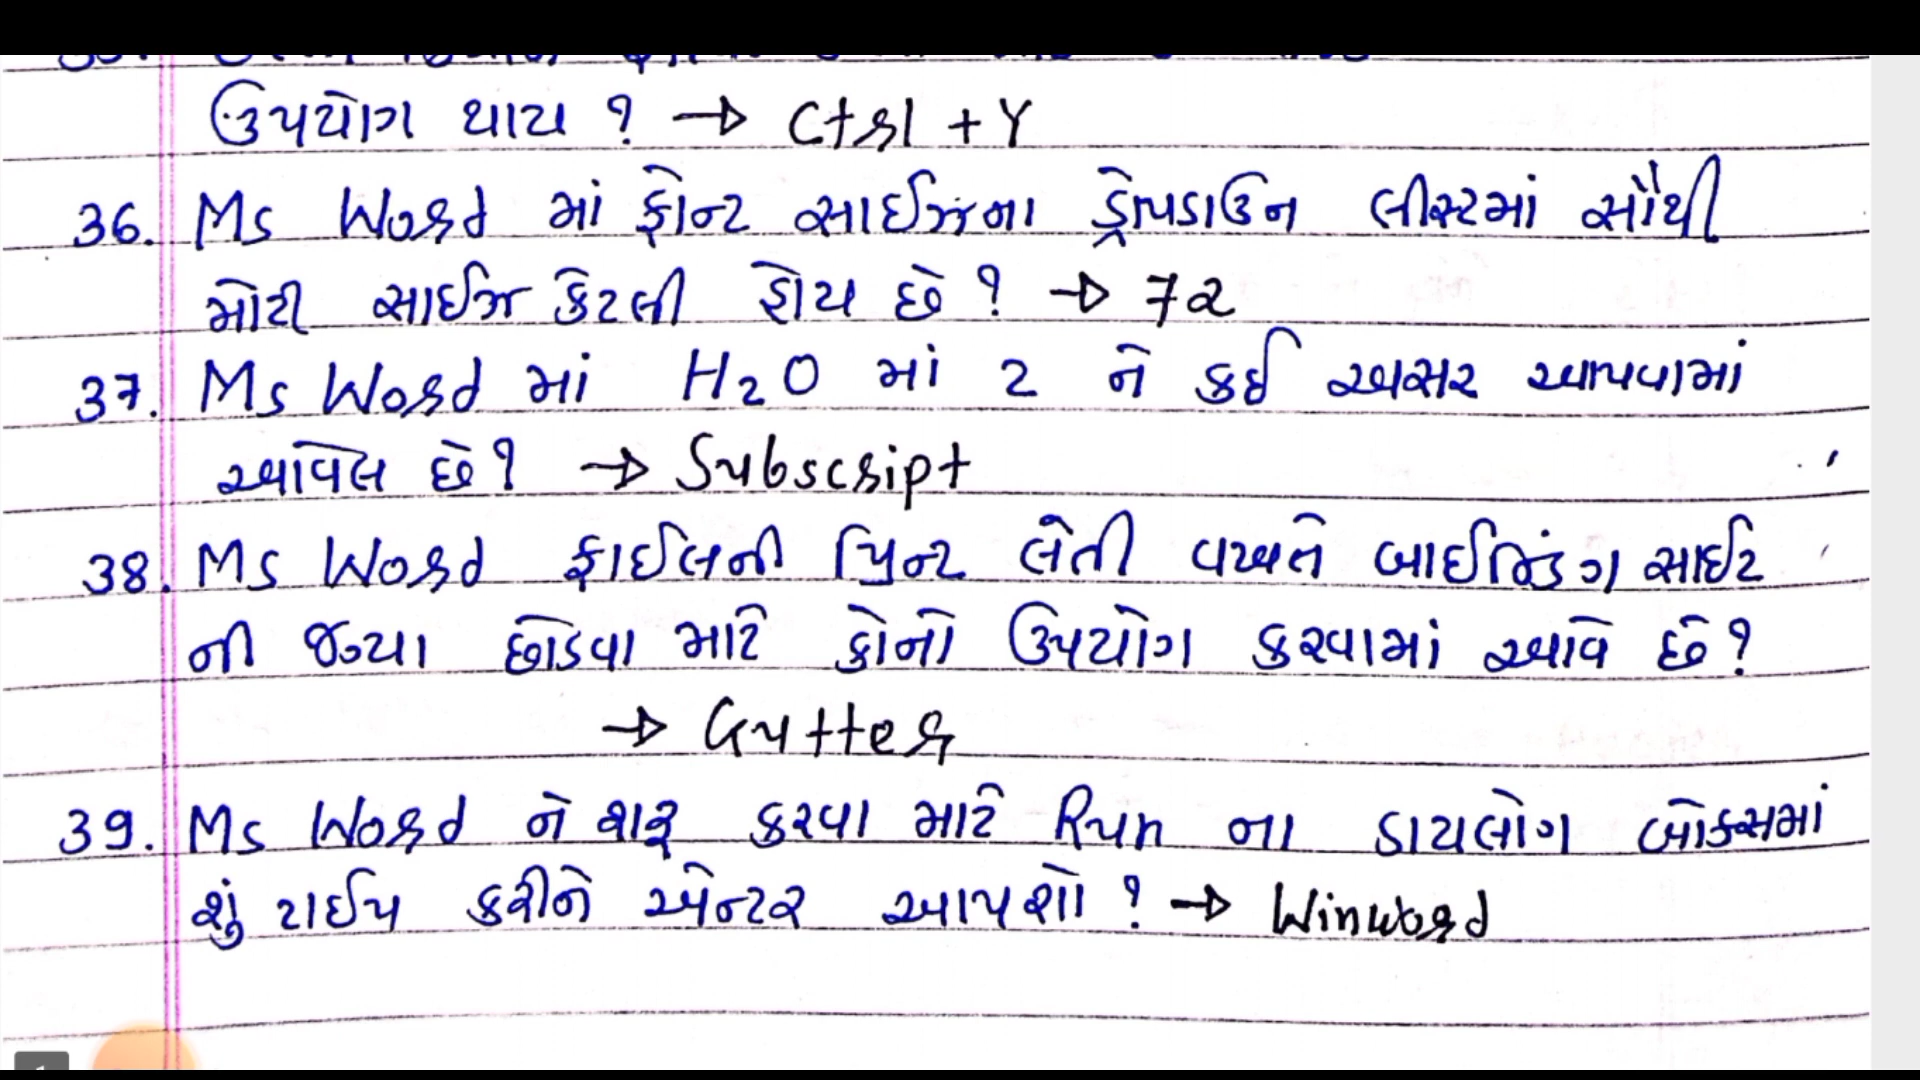 ઉપયોગ થાય ? → Ctrl + Y
36. Ms Word માં ફોન્ટ સાઈઝના ડ્રોપડાઉન લીસ્ટમાં સૌથી
મોટી સાઈઝ કેટલી હોય છે ? → 72
37. Ms Word માં H2O માં 2 ને કઈ અસર આપવામાં
આવેલ છે ? → Subscript
38. Ms Word ફાઈલની પ્રિન્ટ લેતી વખતે બાઈન્ડિંગ સાઈટ
ની જગ્યા છોડવા માટે કોનો ઉપયોગ કરવામાં આવે છે ?
→ Gutter
39. Ms Word ને શરૂ કરવા માટે Run ના ડાયલોગ બોક્સમાં
શું ટાઈપ કરીને એન્ટર આપશો ? → Winword